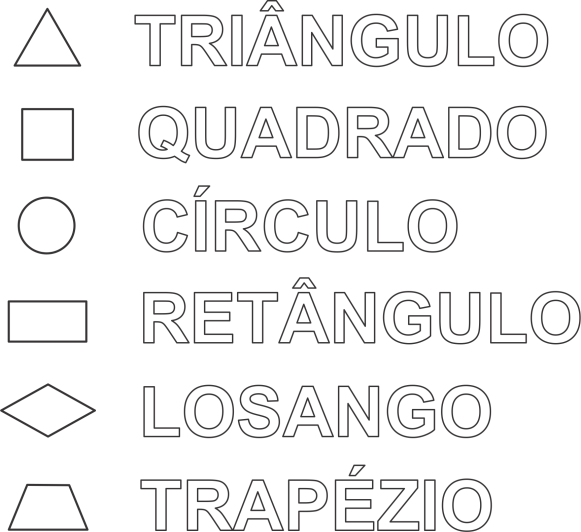 TRIÂNGULO
QUADRADO
CÍRCULO
RETÂNGULO
LOSANGO
TRAPÉZIO